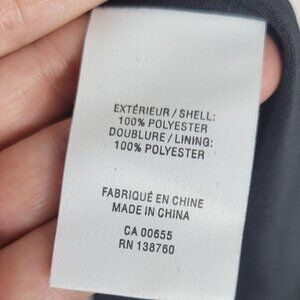 EXTÉRIEUR / SHELL:
100% POLYESTER
DOUBLURE / LINING:
100% POLYESTER
FABRIQUÉ EN CHINE
MADE IN CHINA
CA 00655
RN 138760